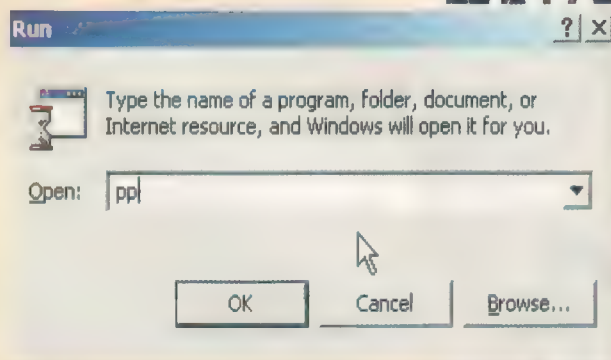 Run
Type the name of a program, folder, document, or
Internet resource, and Windows will open it for you.
Open: pp
OK Cancel Browse...